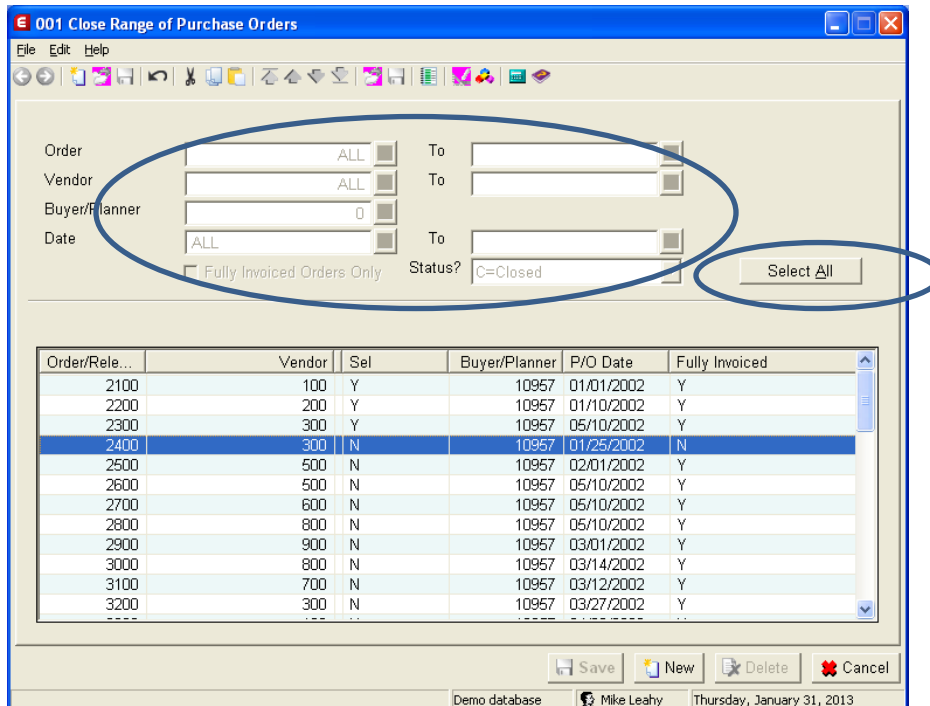 E 001 Close Range of Purchase Orders
File Edit Help
Order ALL To
Vendor ALL To
Buyer/Planner 0
Date ALL To
Fully Invoiced Orders Only Status? C=Closed Select All
Order/Rele... Vendor Sel Buyer/Planner P/O Date Fully Invoiced
2100 100 Y 10957 01/01/2002 Y
2200 200 Y 10957 01/10/2002 Y
2300 300 Y 10957 05/10/2002 Y
2400 300 N 10957 01/25/2002 N
2500 500 N 10957 02/01/2002 Y
2600 500 N 10957 05/10/2002 Y
2700 600 N 10957 05/10/2002 Y
2800 800 N 10957 05/10/2002 Y
2900 900 N 10957 03/01/2002 Y
3000 800 N 10957 03/14/2002 Y
3100 700 N 10957 03/12/2002 Y
3200 300 N 10957 03/27/2002 Y
Save New Delete Cancel
Demo database Mike Leahy Thursday, January 31, 2013